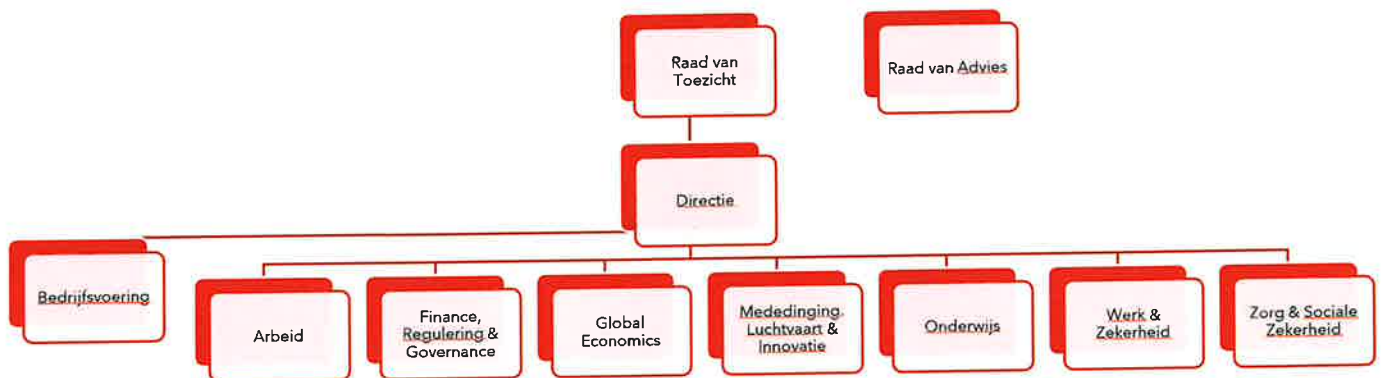 Raad van
Toezicht
Raad van Advies
Directie
Bedrijfsvoering
Arbeid
Finance,
Regulering &
Governance
Global
Economics
Mededinging,
Luchtvaart &
Innovatie
Onderwijs
Werk &
Zekerheid
Zorg & Sociale
Zekerheid